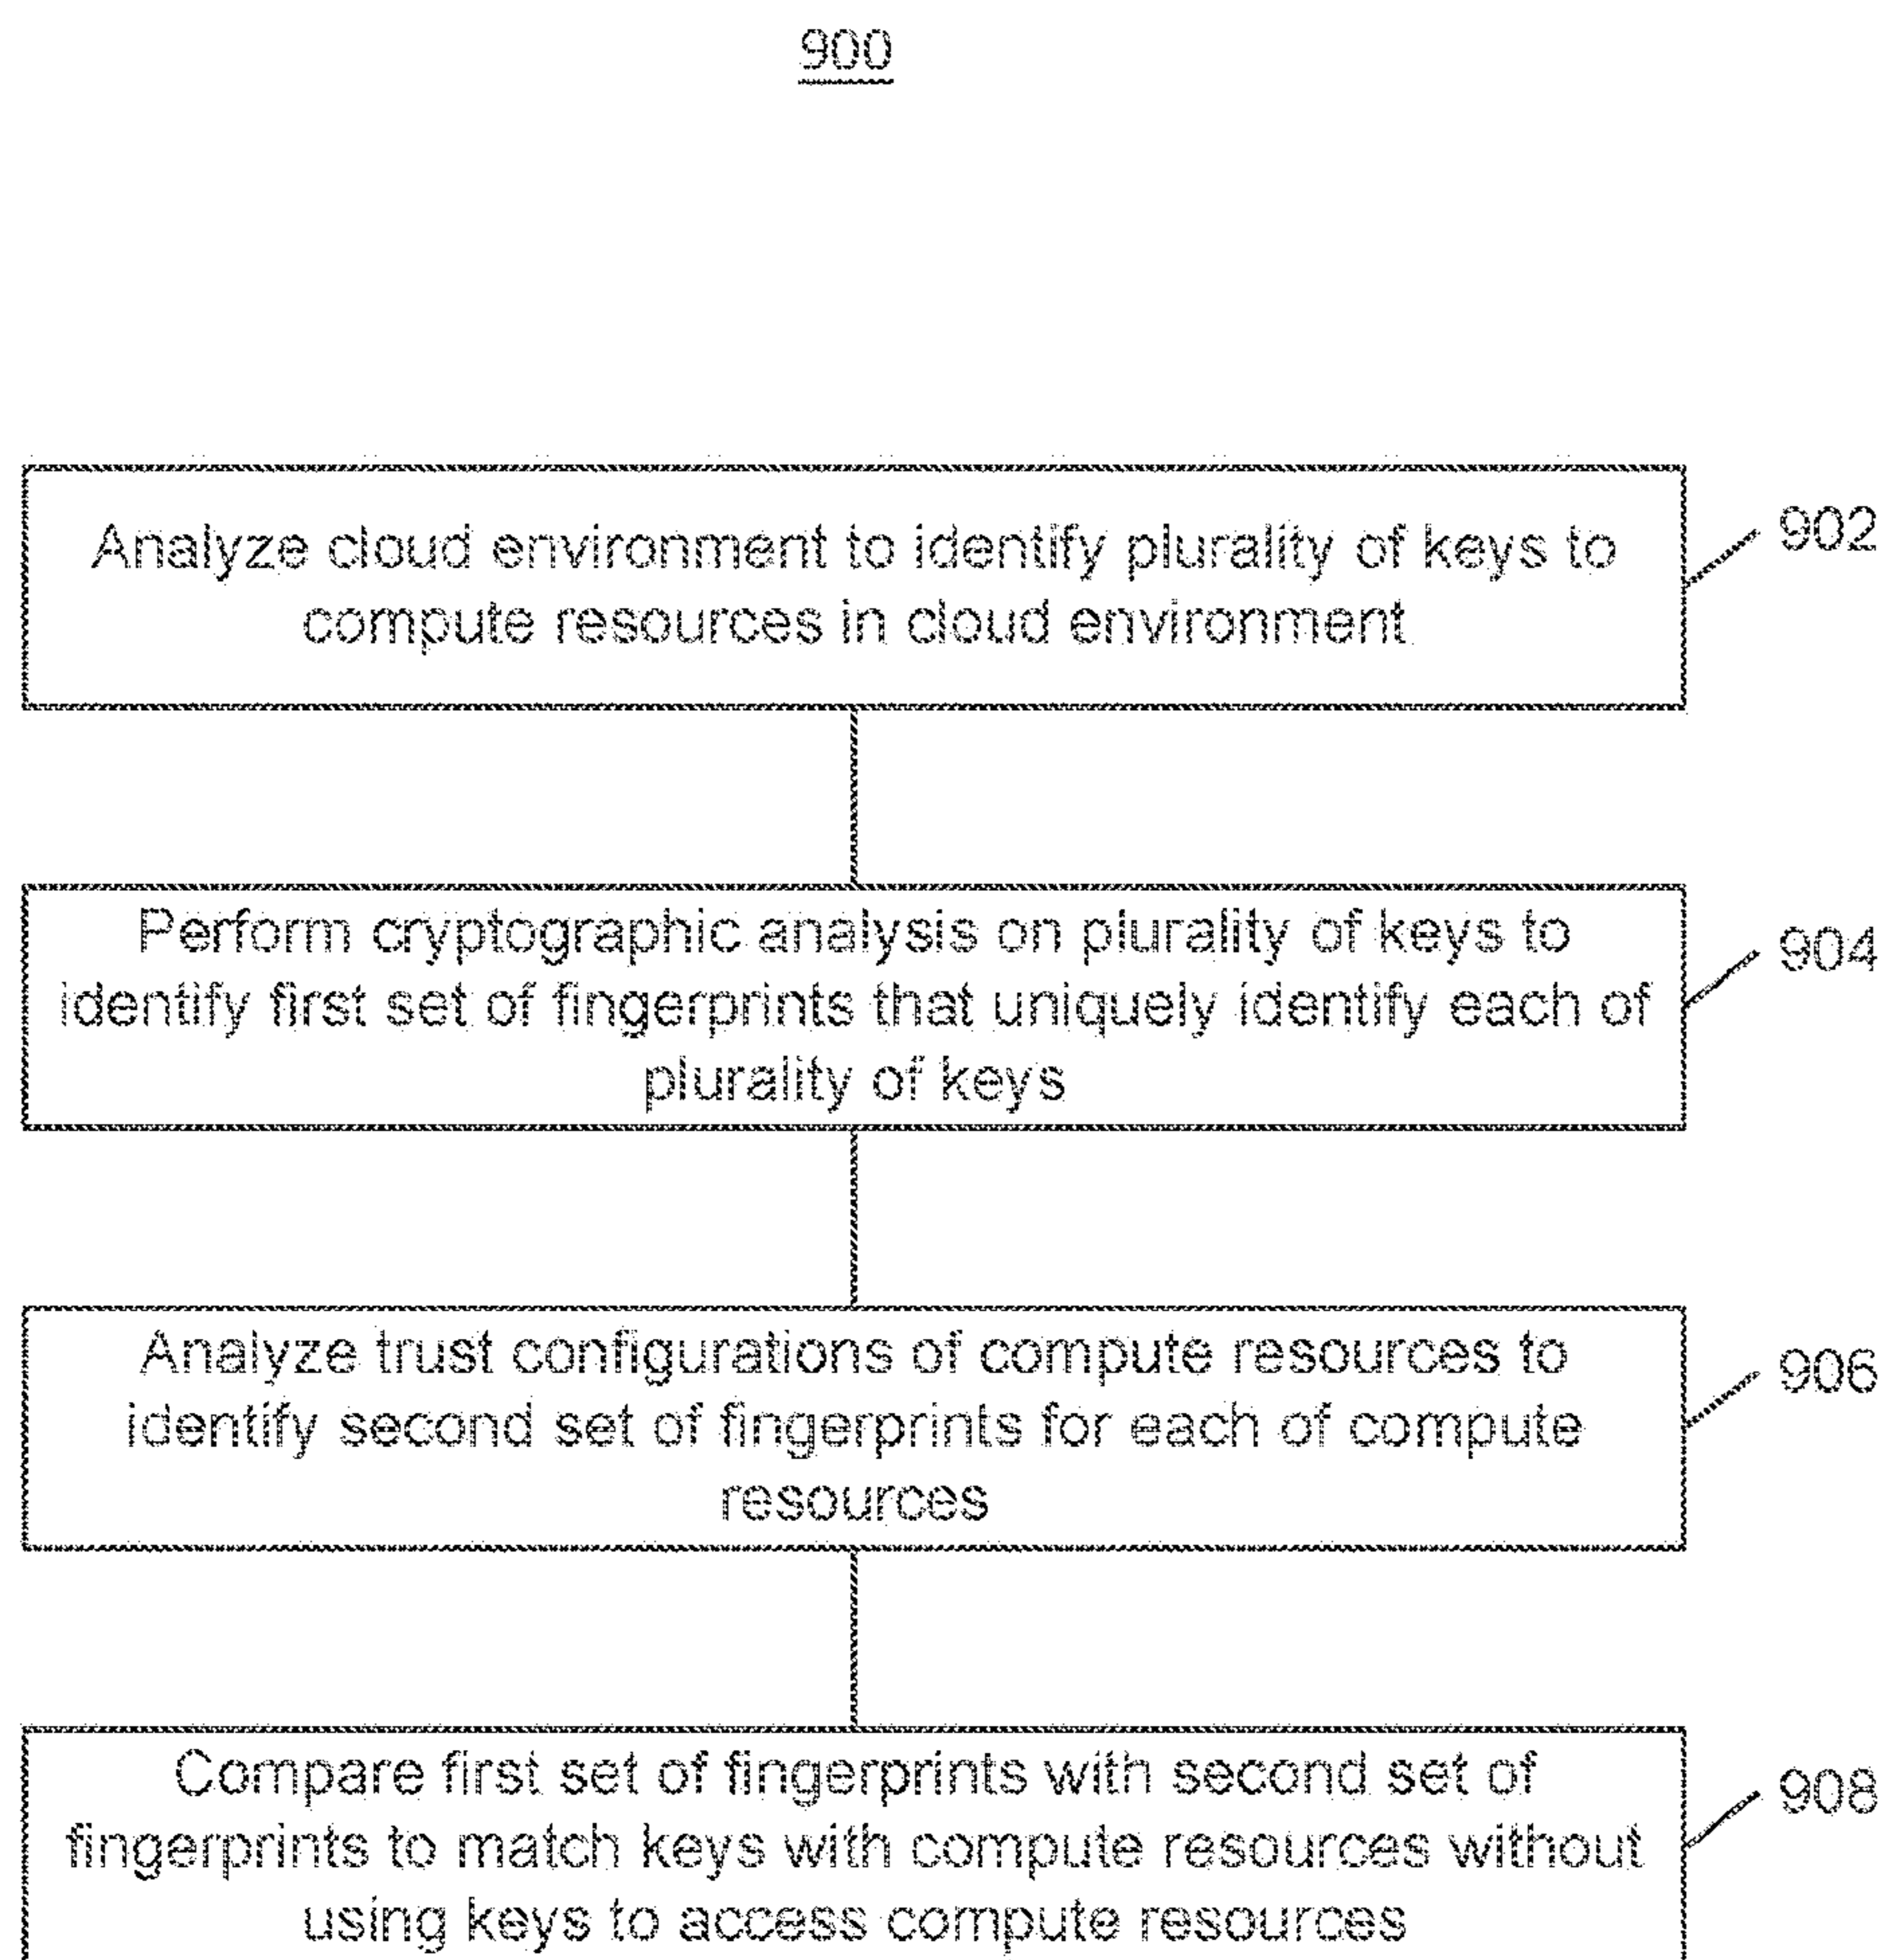 900
Analyze cloud environment to identify plurality of keys to
compute resources in cloud environment
902
Perform cryptographic analysis on plurality of keys to
identify first set of fingerprints that uniquely identify each of
plurality of keys
904
Analyze trust configurations of compute resources to
identify second set of fingerprints for each of compute
resources
906
Compare first set of fingerprints with second set of
fingerprints to match keys with compute resources without
using keys to access compute resources
908